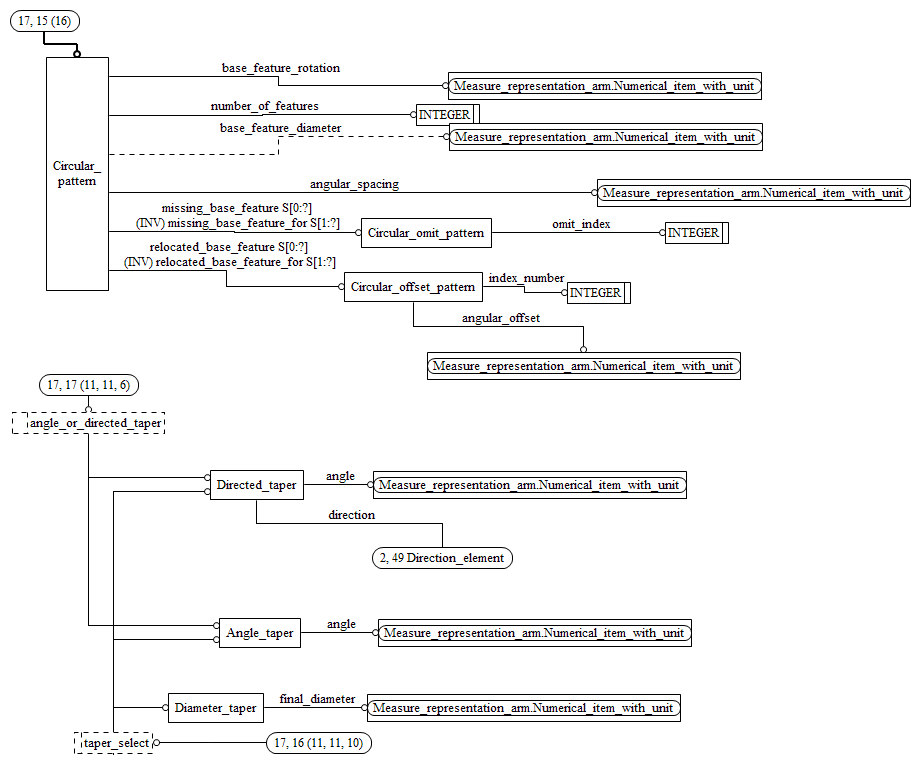 17, 15 (16)
base_feature_rotation
Measure_representation_arm.Numerical_item_with_unit
number_of_features
INTEGER
base_feature_diameter
Measure_representation_arm.Numerical_item_with_unit
Circular_
pattern
angular_spacing
Measure_representation_arm.Numerical_item_with_unit
missing_base_feature S[0:?]
(INV) missing_base_feature_for S[1:?]
Circular_omit_pattern
omit_index
INTEGER
relocated_base_feature S[0:?]
(INV) relocated_base_feature_for S[1:?]
Circular_offset_pattern
index_number
INTEGER
angular_offset
Measure_representation_arm.Numerical_item_with_unit
17, 17 (11, 11, 6)
angle_or_directed_taper
Directed_taper
angle
Measure_representation_arm.Numerical_item_with_unit
direction
2, 49 Direction_element
Angle_taper
angle
Measure_representation_arm.Numerical_item_with_unit
Diameter_taper
final_diameter
Measure_representation_arm.Numerical_item_with_unit
taper_select
17, 16 (11, 11, 10)